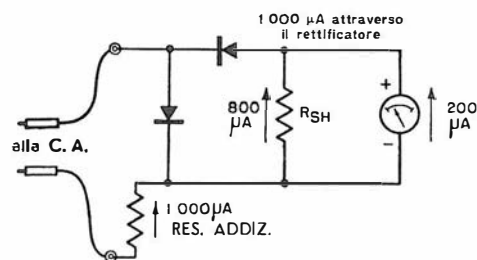 1 000 µA attraverso
il rettificatore
800
µA
RSH
+
-
200
µA
alla C. A.
1 000µA
RES. ADDIZ.